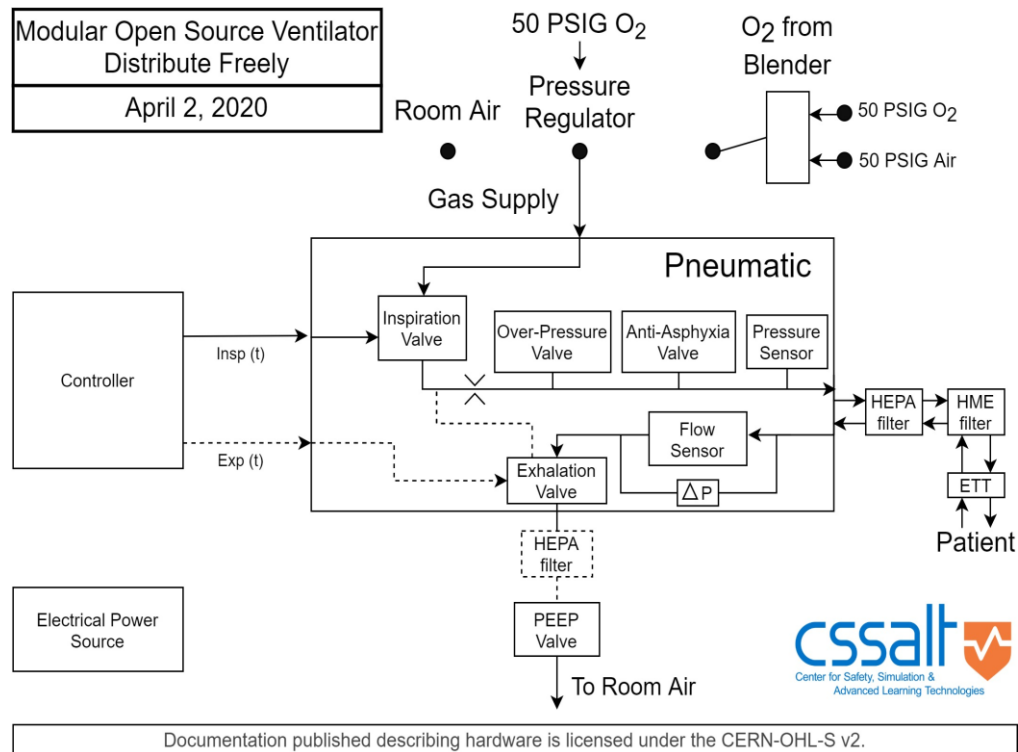 Modular Open Source Ventilator
Distribute Freely
April 2, 2020
50 PSIG O2
Pressure
Regulator
Room Air
O2 from
Blender
50 PSIG O2
50 PSIG Air
Gas Supply
Pneumatic
Controller
Insp (t)
Exp (t)
Inspiration
Valve
Over-Pressure
Valve
Anti-Asphyxia
Valve
Pressure
Sensor
Flow
Sensor
ΔP
Exhalation
Valve
HEPA
filter
HME
filter
ETT
Patient
HEPA
filter
PEEP
Valve
To Room Air
Electrical Power
Source
cssalt
Center for Safety, Simulation &
Advanced Learning Technologies
Documentation published describing hardware is licensed under the CERN-OHL-S v2.